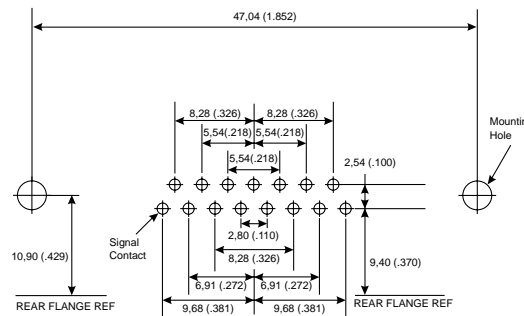 47,04 (1.852)
8,28 (.326)
8,28 (.326)
5,54(.218)
5,54(.218)
5,54(.218)
2,54 (.100)
Mountin
Hole
Signal
Contact
2,80 (.110)
8,28 (.326)
10,90 (.429)
9,40 (.370)
6,91 (.272)
6,91 (.272)
REAR FLANGE REF
REAR FLANGE REF
9,68 (.381)
9,68 (.381)